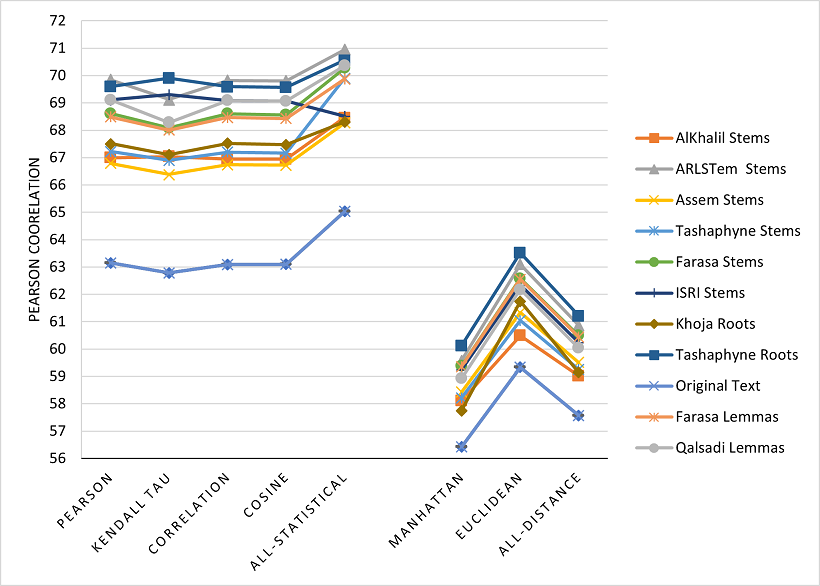 72
71
70
69
68
67
66
65
64
63
62
61
60
59
58
57
56
PEARSON COORELATION
PEARSON
KENDALL TAU
CORRELATION
COSINE
ALL-STATISTICAL
MANHATTAN
EUCLIDEAN
ALL-DISTANCE
AlKhalil Stems
ARLSTem Stems
Assem Stems
Tashaphyne Stems
Farasa Stems
ISRI Stems
Khoja Roots
Tashaphyne Roots
Original Text
Farasa Lemmas
Qalsadi Lemmas